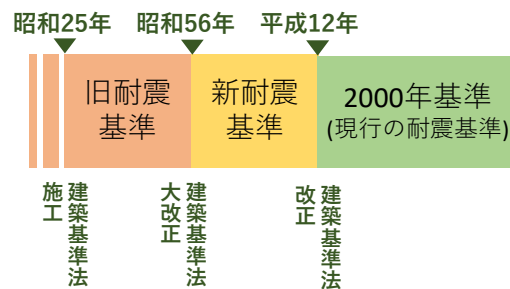 昭和25年 昭和56年 平成12年
旧耐震
基準
新耐震
基準
2000年基準
(現行の耐震基準)
建築基準法
施工
建築基準法
大改正
建築基準法
改正